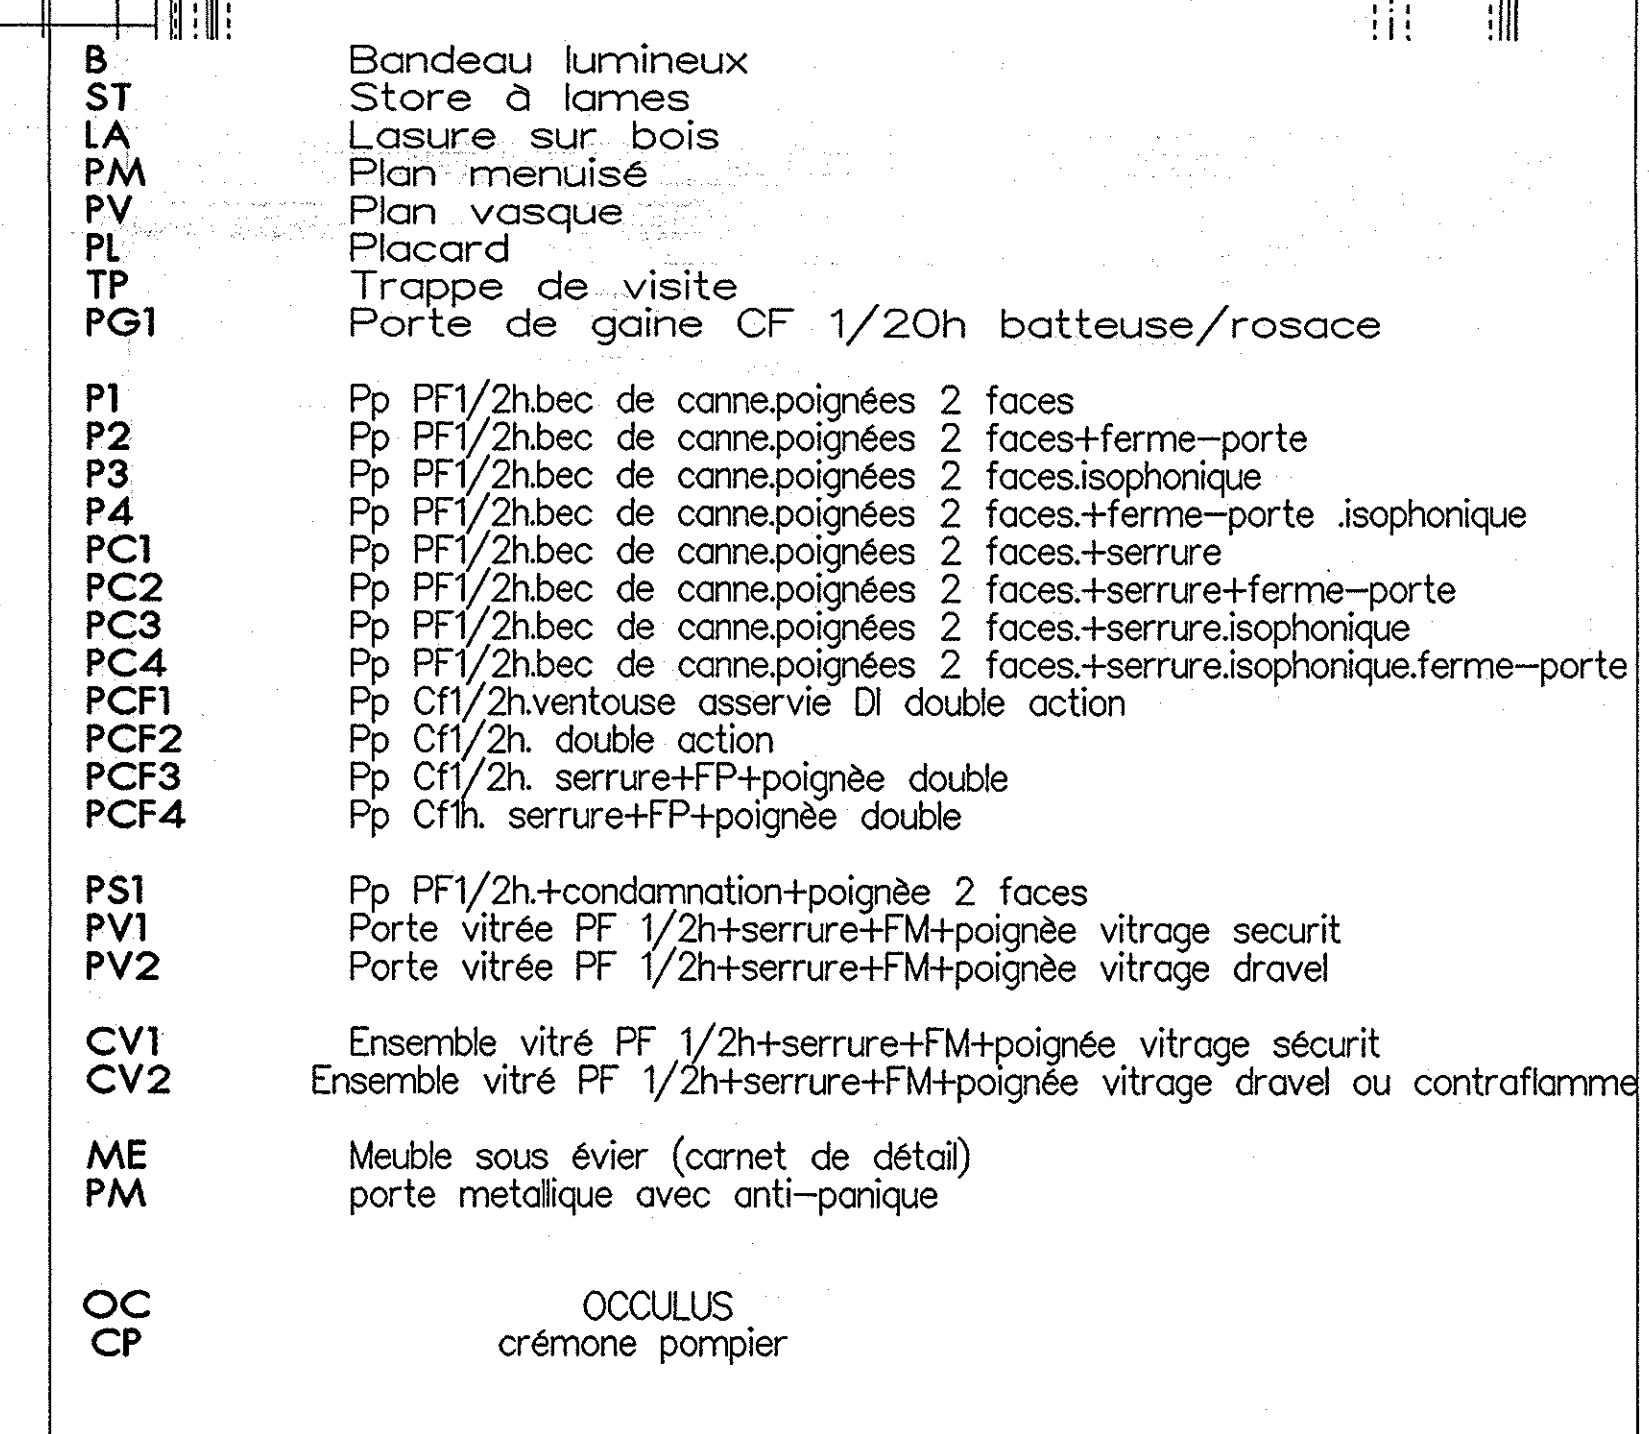 B Bandeau lumineux
ST Store à lames
LA Lasure sur bois
PM Plan menuisé
PV Plan vasque
PL Placard
TP Trappe de visite
PG1 Porte de gaine CF 1/20h batteuse/rosace
P1 Pp PF1/2h.bec de canne.poignées 2 faces
P2 Pp PF1/2h.bec de canne.poignées 2 faces+ferme-porte
P3 Pp PF1/2h.bec de canne.poignées 2 faces.isophonique
P4 Pp PF1/2h.bec de canne.poignées 2 faces.+ferme-porte .isophonique
PC1 Pp PF1/2h.bec de canne.poignées 2 faces.+serrure
PC2 Pp PF1/2h.bec de canne.poignées 2 faces.+serrure+ferme-porte
PC3 Pp PF1/2h.bec de canne.poignées 2 faces.+serrure.isophonique
PC4 Pp PF1/2h.bec de canne.poignées 2 faces.+serrure.isophonique.ferme-porte
PCF1 Pp Cf1/2h.ventouse asservie DI double action
PCF2 Pp Cf1/2h. double action
PCF3 Pp Cf1/2h. serrure+FP+poignèe double
PCF4 Pp Cf1h. serrure+FP+poignèe double
PS1 Pp PF1/2h.+condamnation+poignèe 2 faces
PV1 Porte vitrée PF 1/2h+serrure+FM+poignèe vitrage securit
PV2 Porte vitrée PF 1/2h+serrure+FM+poignèe vitrage dravel
CV1 Ensemble vitré PF 1/2h+serrure+FM+poignée vitrage sécurit
CV2 Ensemble vitré PF 1/2h+serrure+FM+poignée vitrage dravel ou contraflamme
ME Meuble sous évier (carnet de détail)
PM porte metallique avec anti-panique
OC OCCULUS
CP crémone pompier